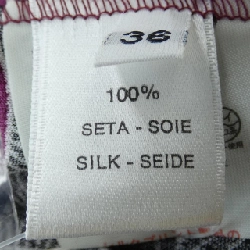 36
100%
SETA - SOIE
SILK - SEIDE